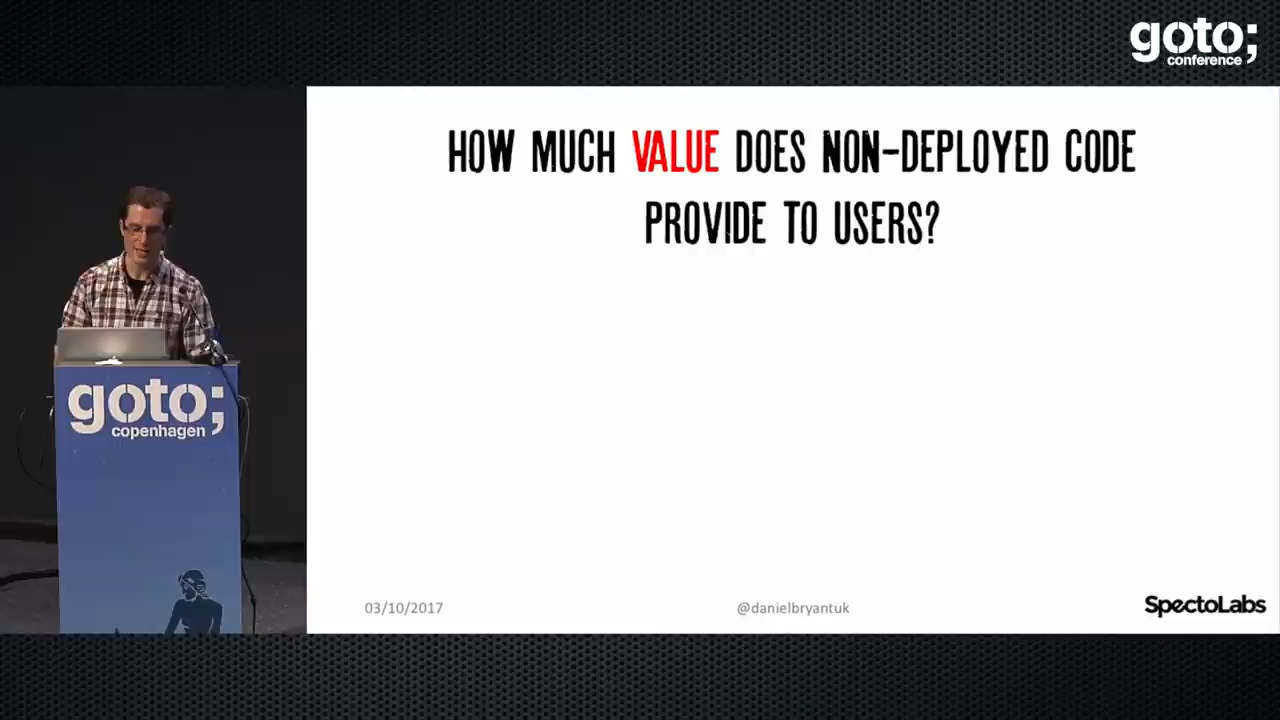 goto;
conference
HOW MUCH VALUE DOES NON-DEPLOYED CODE
PROVIDE TO USERS?
goto;
copenhagen
03/10/2017
@danielbryantuk
SpectoLabs